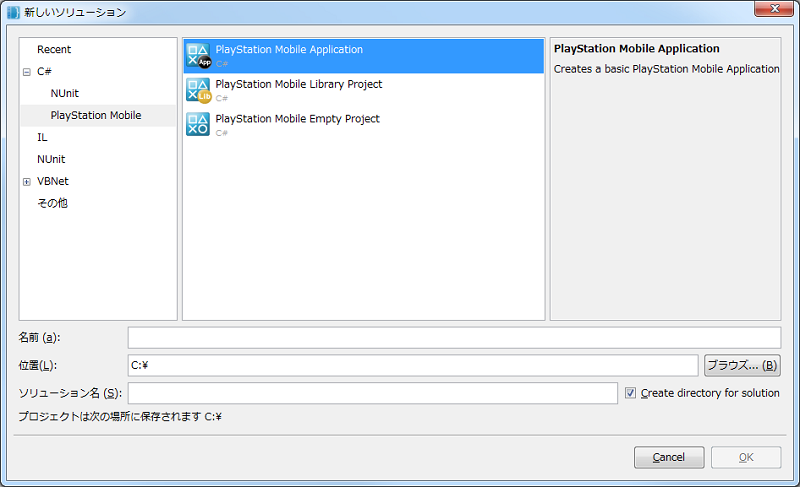 新しいソリューション
Recent
C#
NUnit
PlayStation Mobile
IL
NUnit
VBNet
その他
PlayStation Mobile Application
C#
PlayStation Mobile Library Project
C#
PlayStation Mobile Empty Project
C#
PlayStation Mobile Application
Creates a basic PlayStation Mobile Application
名前 (a):
位置(L):
C:¥
ブラウズ... (B)
ソリューション名 (S):
Create directory for solution
プロジェクトは次の場所に保存されます C:¥
Cancel
OK
App
Lib